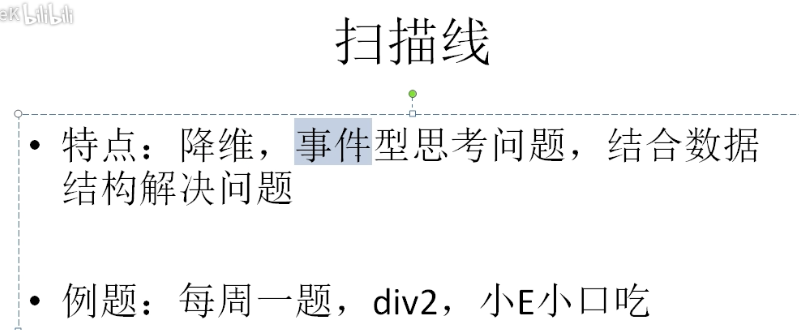 eK bilibili
扫描线
• 特点：降维，事件型思考问题，结合数据
结构解决问题
• 例题：每周一题，div2，小E小口吃